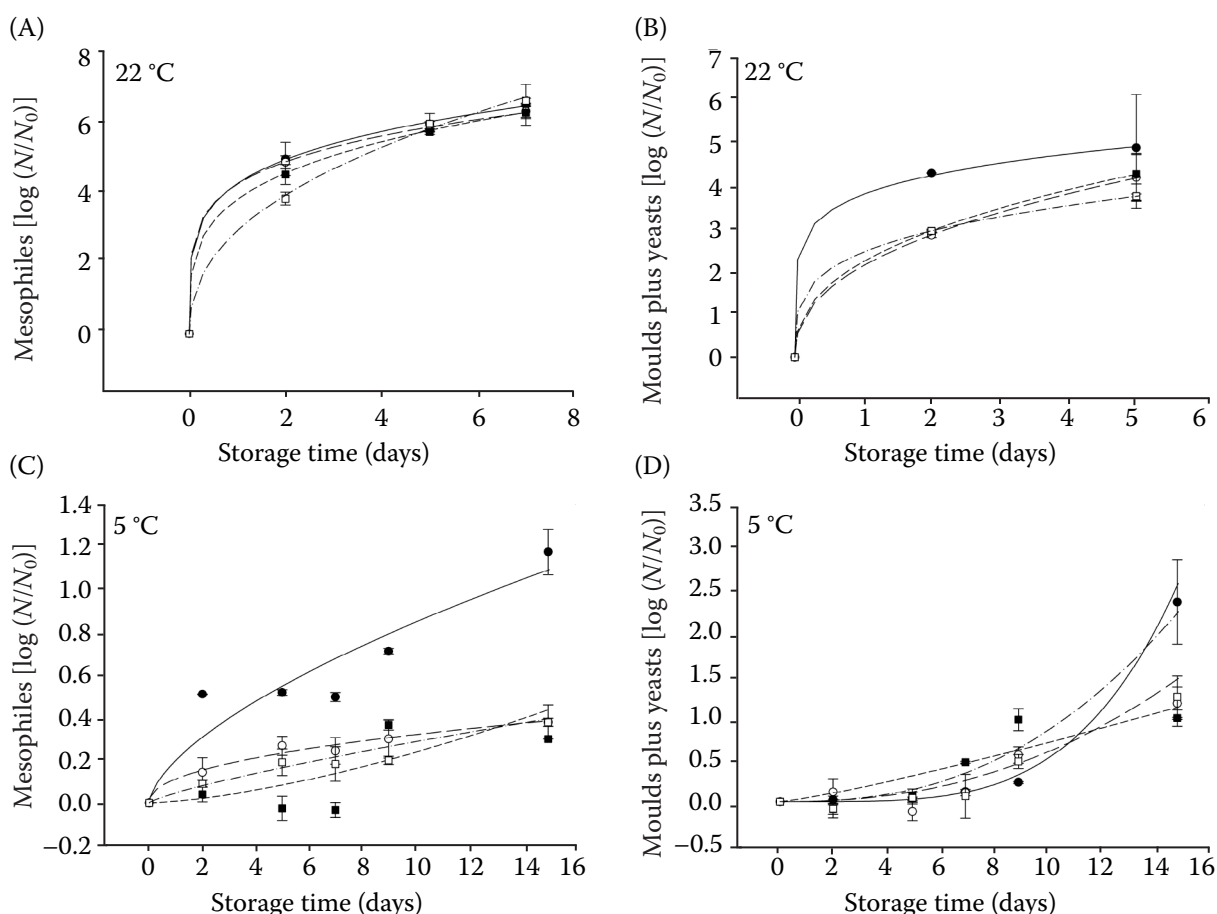 (A)
22 °C
Mesophiles [log (N/N₀)]
8
6
4
2
0
0 2 4 6 8
Storage time (days)
(B)
22 °C
Moulds plus yeasts [log (N/N₀)]
7
6
5
4
3
2
1
0
0 1 2 3 4 5 6
Storage time (days)
(C)
5 °C
Mesophiles [log (N/N₀)]
1.4
1.2
1.0
0.8
0.6
0.4
0.2
0.0
–0.2
0 2 4 6 8 10 12 14 16
Storage time (days)
(D)
5 °C
Moulds plus yeasts [log (N/N₀)]
3.5
3.0
2.5
2.0
1.5
1.0
0.5
0.0
–0.5
0 2 4 6 8 10 12 14 16
Storage time (days)